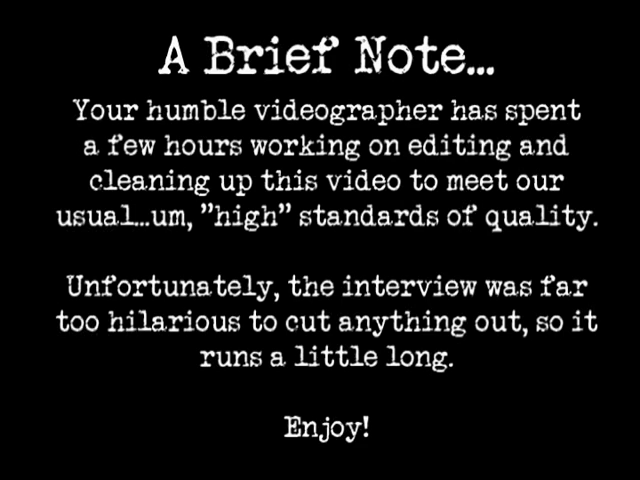 A Brief Note...
Your humble videographer has spent
a few hours working on editing and
cleaning up this video to meet our
usual...um, "high" standards of quality.
Unfortunately, the interview was far
too hilarious to cut anything out, so it
runs a little long.
Enjoy!